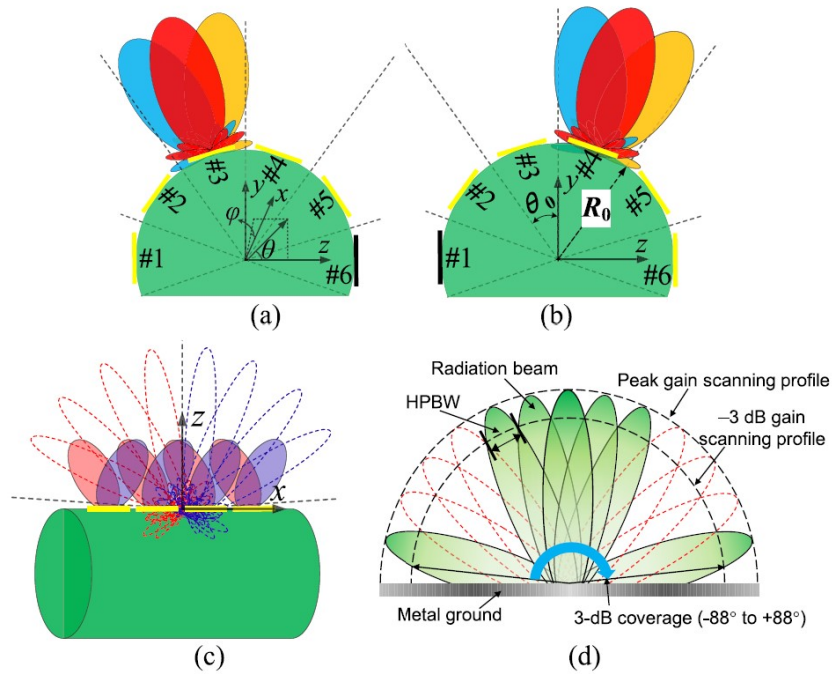 #1
#2
#3
#4
#5
#6
y
x
z
φ
θ
(a)
#1
#2
#3
#4
#5
#6
y
θ₀
R₀
z
(b)
z
x
(c)
Radiation beam
HPBW
Peak gain scanning profile
–3 dB gain
scanning profile
Metal ground
3-dB coverage (-88° to +88°)
(d)